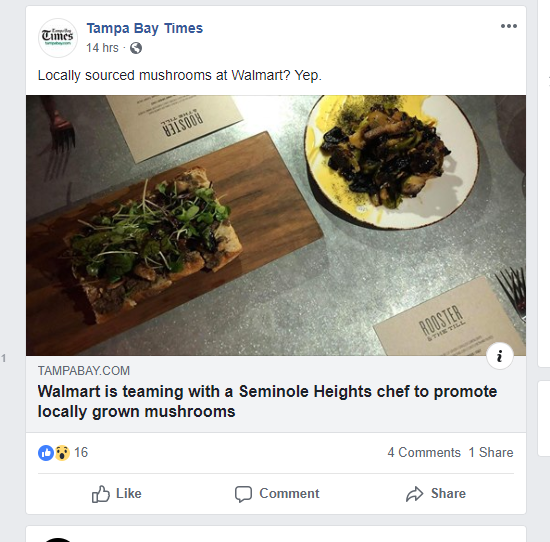 Tampa Bay
Times
tampabay.com
Tampa Bay Times
14 hrs ·
Locally sourced mushrooms at Walmart? Yep.
ROOSTER
& THE TILL
ROOSTER
& THE TILL
i
TAMPABAY.COM
Walmart is teaming with a Seminole Heights chef to promote
locally grown mushrooms
16
4 Comments 1 Share
Like Comment Share
1